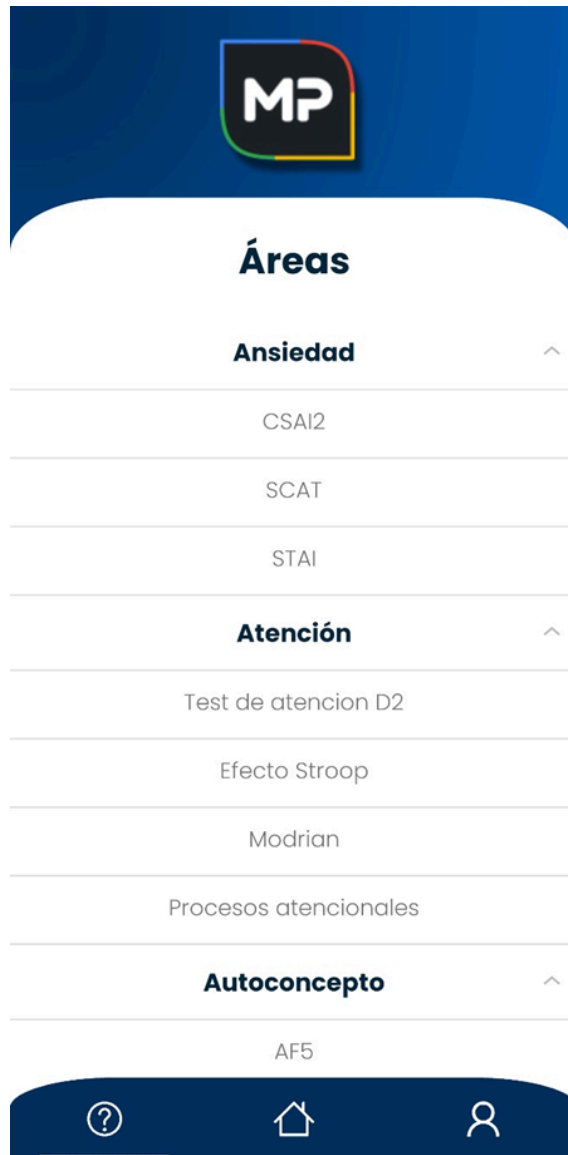 MP
Áreas
Ansiedad
CSAI2
SCAT
STAI
Atención
Test de atencion D2
Efecto Stroop
Modrian
Procesos atencionales
Autoconcepto
AF5
?